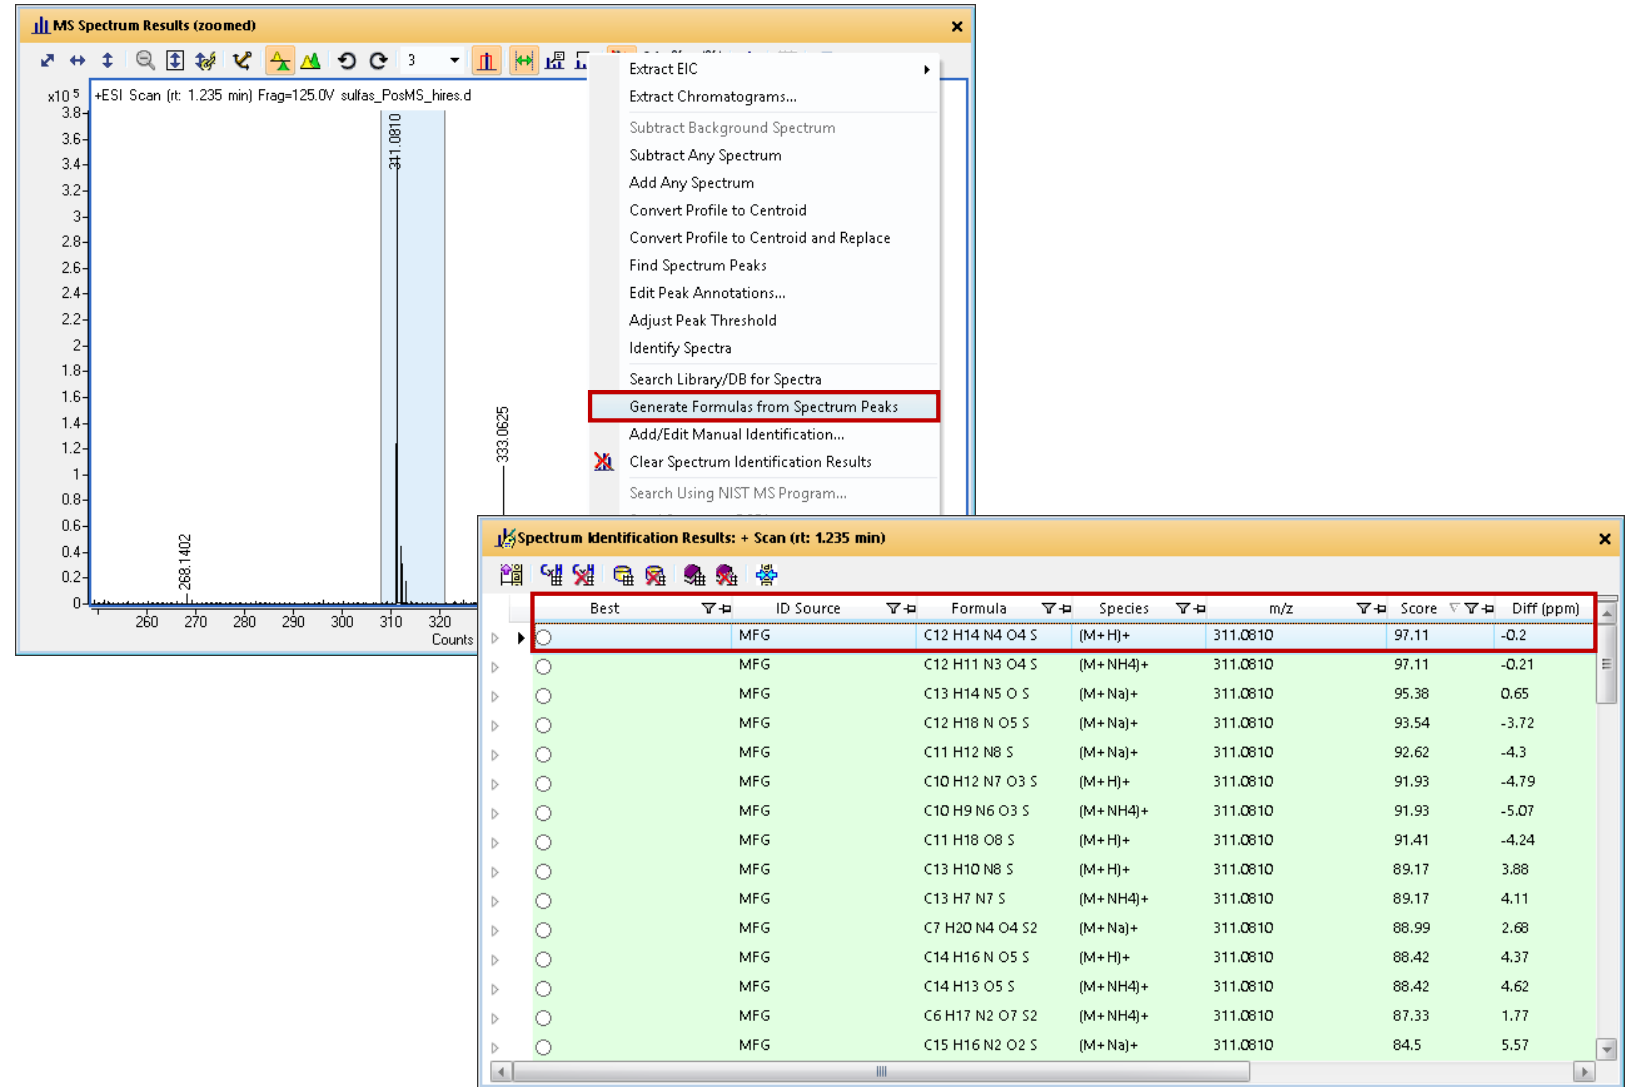 MS Spectrum Results (zoomed)
3
x10 5
+ESI Scan (rt: 1.235 min) Frag=125.0V sulfas_PosMS_hires.d
3.8
3.6
3.4
3.2
3
2.8
2.6
2.4
2.2
2
1.8
1.6
1.4
1.2
1
0.8
0.6
0.4
0.2
0
311.0810
333.0625
268.1402
260 270 280 290 300 310 320
Counts
Extract EIC
Extract Chromatograms...
Subtract Background Spectrum
Subtract Any Spectrum
Add Any Spectrum
Convert Profile to Centroid
Convert Profile to Centroid and Replace
Find Spectrum Peaks
Edit Peak Annotations...
Adjust Peak Threshold
Identify Spectra
Search Library/DB for Spectra
Generate Formulas from Spectrum Peaks
Add/Edit Manual Identification...
Clear Spectrum Identification Results
Search Using NIST MS Program...
Spectrum Identification Results: + Scan (rt: 1.235 min)
Best ID Source Formula Species m/z Score Diff (ppm)
MFG C12 H14 N4 O4 S (M+H)+ 311.0810 97.11 -0.2
MFG C12 H11 N3 O4 S (M+NH4)+ 311.0810 97.11 -0.21
MFG C13 H14 N5 O S (M+Na)+ 311.0810 95.38 0.65
MFG C12 H18 N O5 S (M+Na)+ 311.0810 93.54 -3.72
MFG C11 H12 N8 S (M+Na)+ 311.0810 92.62 -4.3
MFG C10 H12 N7 O3 S (M+H)+ 311.0810 91.93 -4.79
MFG C10 H9 N6 O3 S (M+NH4)+ 311.0810 91.93 -5.07
MFG C11 H18 O8 S (M+H)+ 311.0810 91.41 -4.24
MFG C13 H10 N8 S (M+H)+ 311.0810 89.17 3.88
MFG C13 H7 N7 S (M+NH4)+ 311.0810 89.17 4.11
MFG C7 H20 N4 O4 S2 (M+Na)+ 311.0810 88.99 2.68
MFG C14 H16 N O5 S (M+H)+ 311.0810 88.42 4.37
MFG C14 H13 O5 S (M+NH4)+ 311.0810 88.42 4.62
MFG C6 H17 N2 O7 S2 (M+NH4)+ 311.0810 87.33 1.77
MFG C15 H16 N2 O2 S (M+Na)+ 311.0810 84.5 5.57